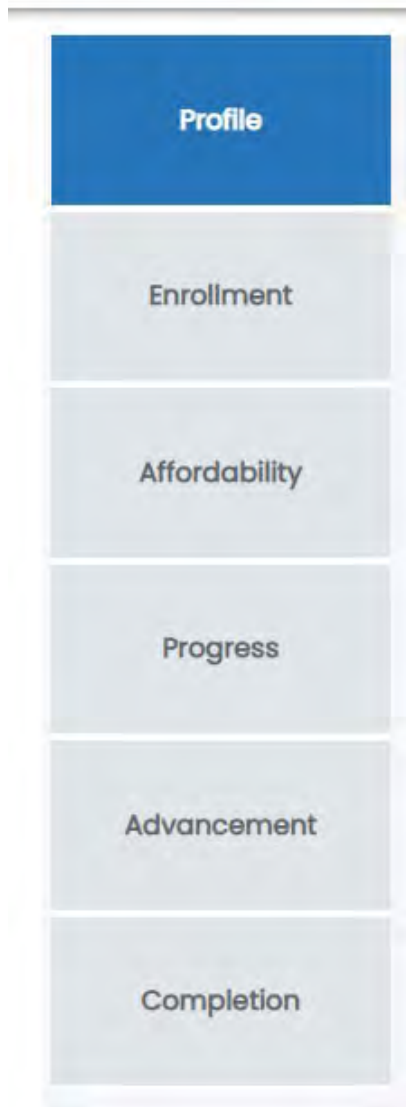 Profile
Enrollment
Affordability
Progress
Advancement
Completion